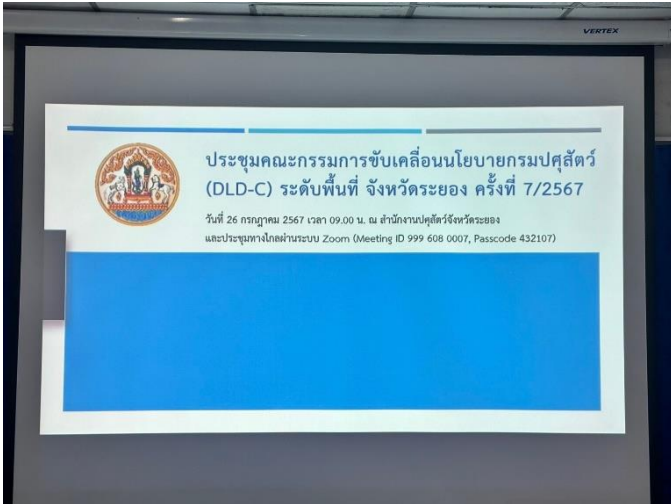 VERTEX
ประชุมคณะกรรมการขับเคลื่อนนโยบายกรมปศุสัตว์
(DLD-C) ระดับพื้นที่ จังหวัดระยอง ครั้งที่ 7/2567
วันที่ 26 กรกฎาคม 2567 เวลา 09.00 น. ณ สำนักงานปศุสัตว์จังหวัดระยอง
และประชุมทางไกลผ่านระบบ Zoom (Meeting ID 999 608 0007, Passcode 432107)